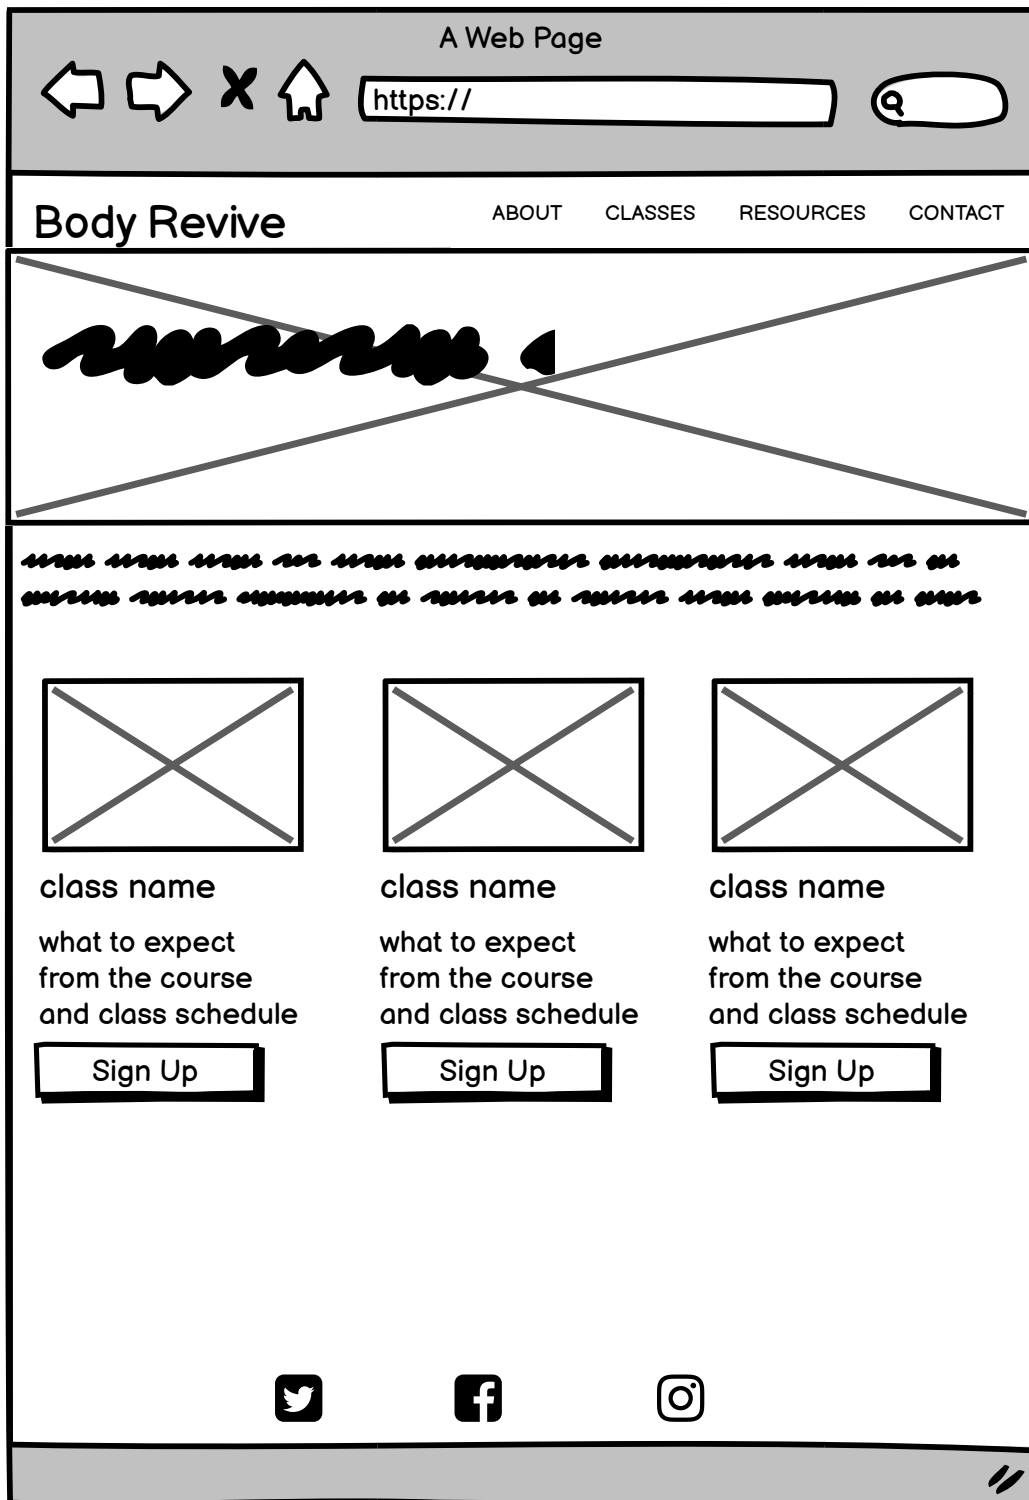 A Web Page
https://
Body Revive
ABOUT CLASSES RESOURCES CONTACT
class name class name class name
what to expect what to expect what to expect
from the course from the course from the course
and class schedule and class schedule and class schedule
Sign Up Sign Up Sign Up